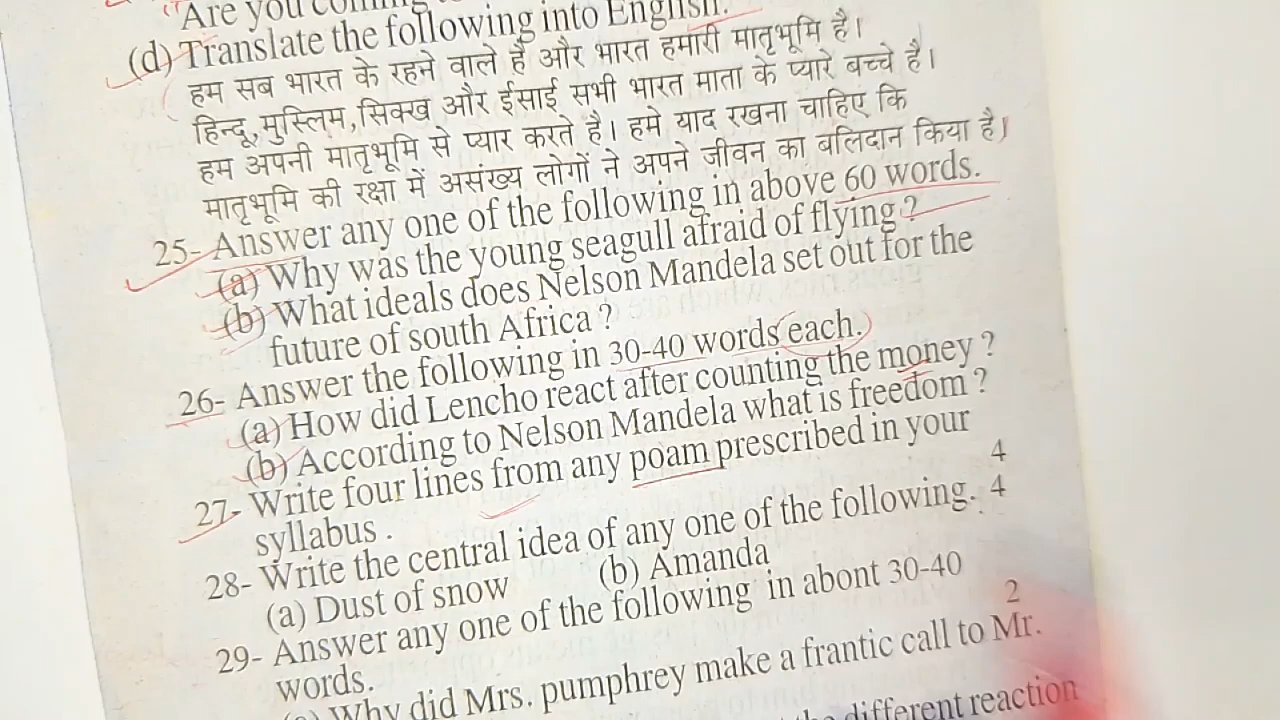 "Are you coming
(d) Translate the following into English.
हम सब भारत के रहने वाले है और भारत हमारी मातृभूमि है।
हिन्दू,मुस्लिम,सिक्ख और ईसाई सभी भारत माता के प्यारे बच्चे है।
हम अपनी मातृभूमि से प्यार करते है। हमे याद रखना चाहिए कि
मातृभूमि की रक्षा में असंख्य लोगों ने अपने जीवन का बलिदान किया है।
25- Answer any one of the following in above 60 words.
(a) Why was the young seagull afraid of flying ?
(b) What ideals does Nelson Mandela set out for the
future of south Africa ?
26- Answer the following in 30-40 words each.
(a) How did Lencho react after counting the money ?
(b) According to Nelson Mandela what is freedom ?
27- Write four lines from any poam prescribed in your
syllabus . 4
28- Write the central idea of any one of the following. 4
(a) Dust of snow (b) Amanda
29- Answer any one of the following in abont 30-40
words. 2
Why did Mrs. pumphrey make a frantic call to Mr.
different reaction